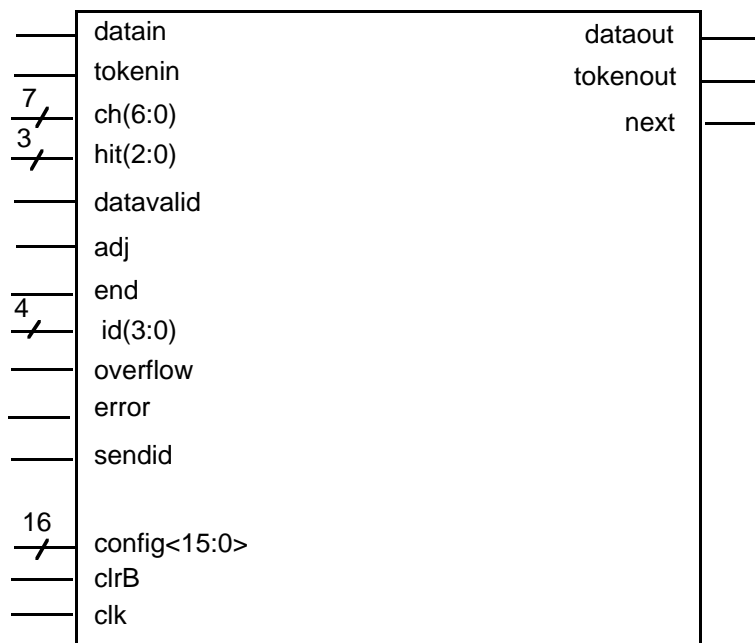 datain
dataout
tokenin
tokenout
7
ch(6:0)
next
3
hit(2:0)
datavalid
adj
end
4
id(3:0)
overflow
error
sendid
16
config<15:0>
clrB
clk